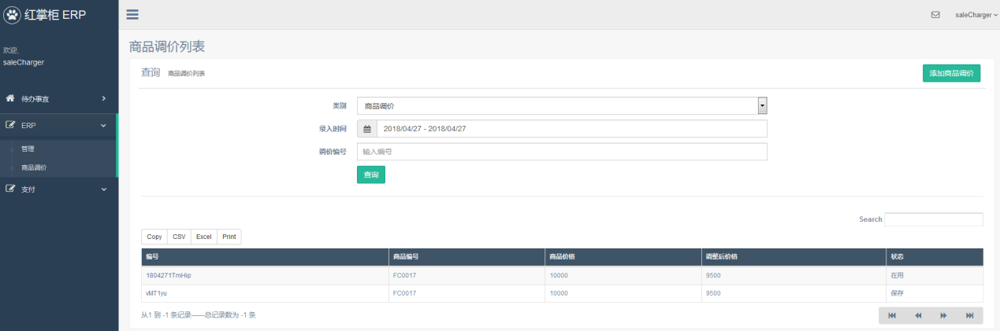 红掌柜 ERP
saleCharger
欢迎,
saleCharger
待办事宜
ERP
管理
商品调价
支付
商品调价列表
查询 商品调价列表
添加商品调价
类别 商品调价
录入时间 2018/04/27 - 2018/04/27
调价编号 输入编号
查询
Search
Copy CSV Excel Print
编号 商品编号 商品价格 调整后价格 状态
1804271TmHip FC0017 10000 9500 在用
vMT1yu FC0017 10000 9500 保存
从1 到 -1 条记录——总记录数为 -1 条